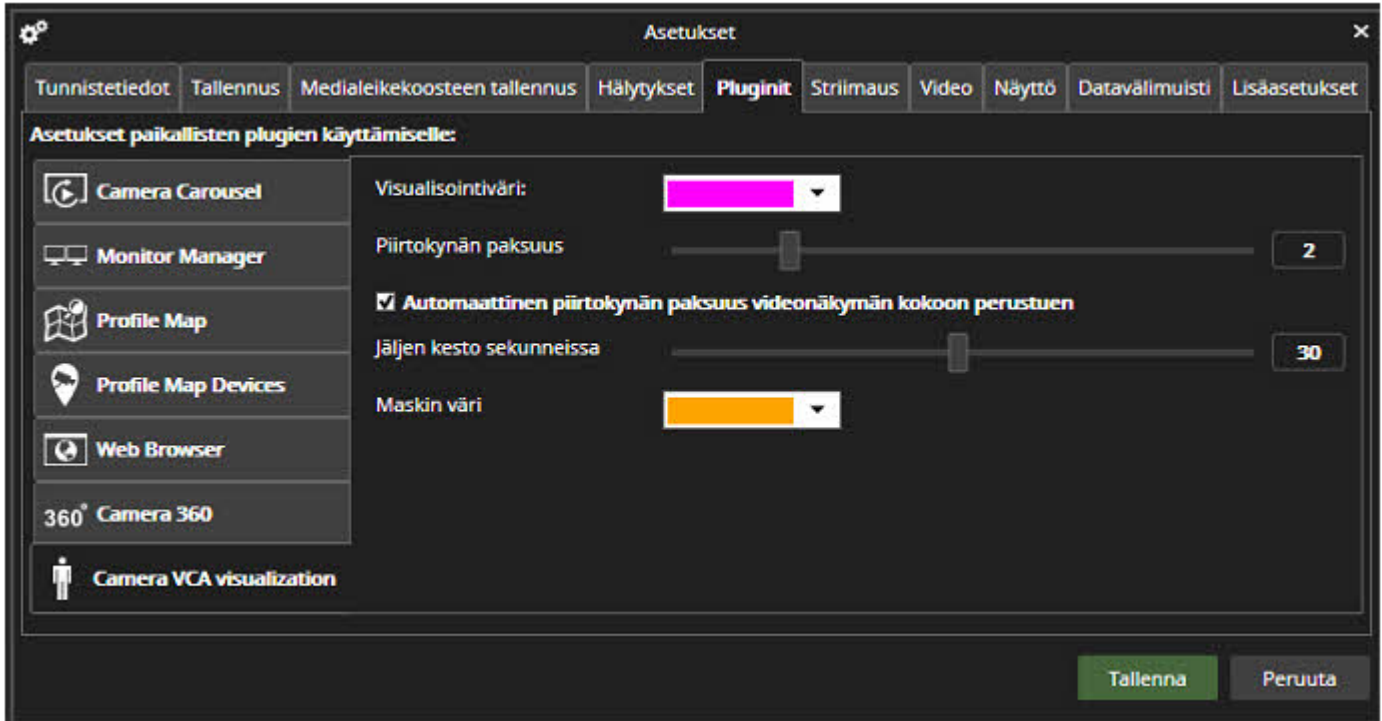 Asetukset
Tunnistetiedot Tallennus Medialeikekoosteen tallennus Hälytykset Pluginit Striimaus Video Näyttö Datavälimuisti Lisäasetukset
Asetukset paikallisten plugien käyttämiselle:
Camera Carousel
Visualisointiväri:
Monitor Manager
Piirtokynän paksuus 2
Automaattinen piirtokynän paksuus videonäkymän kokoon perustuen
Profile Map
Jäljen kesto sekunneissa 30
Profile Map Devices
Maskin väri
Web Browser
360° Camera 360
Camera VCA visualization
Tallenna Peruuta